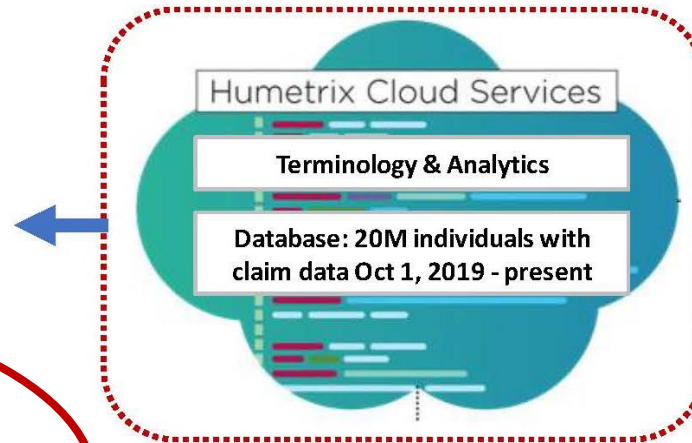 Humetrix Cloud Services
Terminology & Analytics
Database: 20M individuals with
claim data Oct 1, 2019 - present